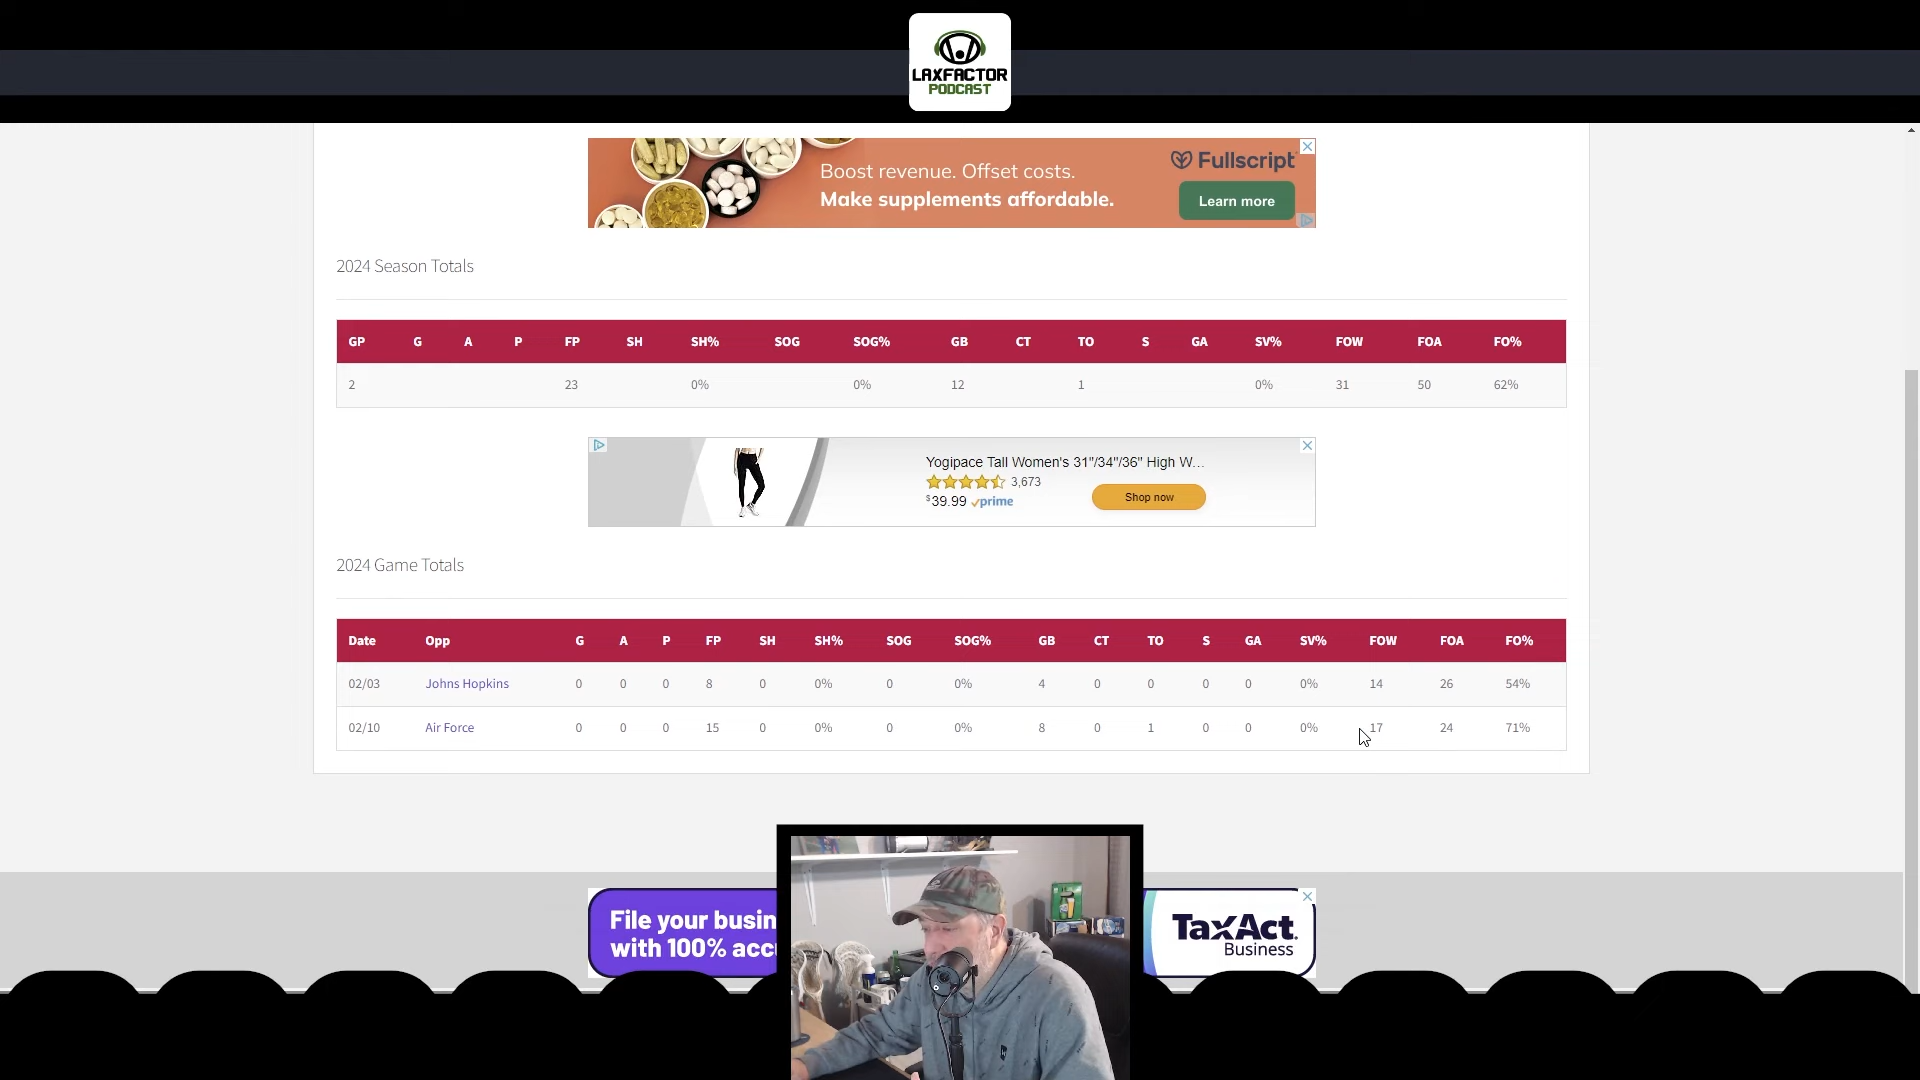 LAXFACTOR
PODCAST
Boost revenue. Offset costs.
Make supplements affordable.
Fullscript
Learn more
2024 Season Totals
GP G A P FP SH SH% SOG SOG% GB CT TO S GA SV% FOW FOA FO%
2 23 0% 0% 12 1 0% 31 50 62%
Yogipace Tall Women's 31"/34"/36" High W...
3,673
$39.99 prime
Shop now
2024 Game Totals
Date Opp G A P FP SH SH% SOG SOG% GB CT TO S GA SV% FOW FOA FO%
02/03 Johns Hopkins 0 0 0 8 0 0% 0 0% 4 0 0 0 0 0% 14 26 54%
02/10 Air Force 0 0 0 15 0 0% 0 0% 8 0 1 0 0 0% 17 24 71%
File your busin
with 100% accu
TaxAct.
Business